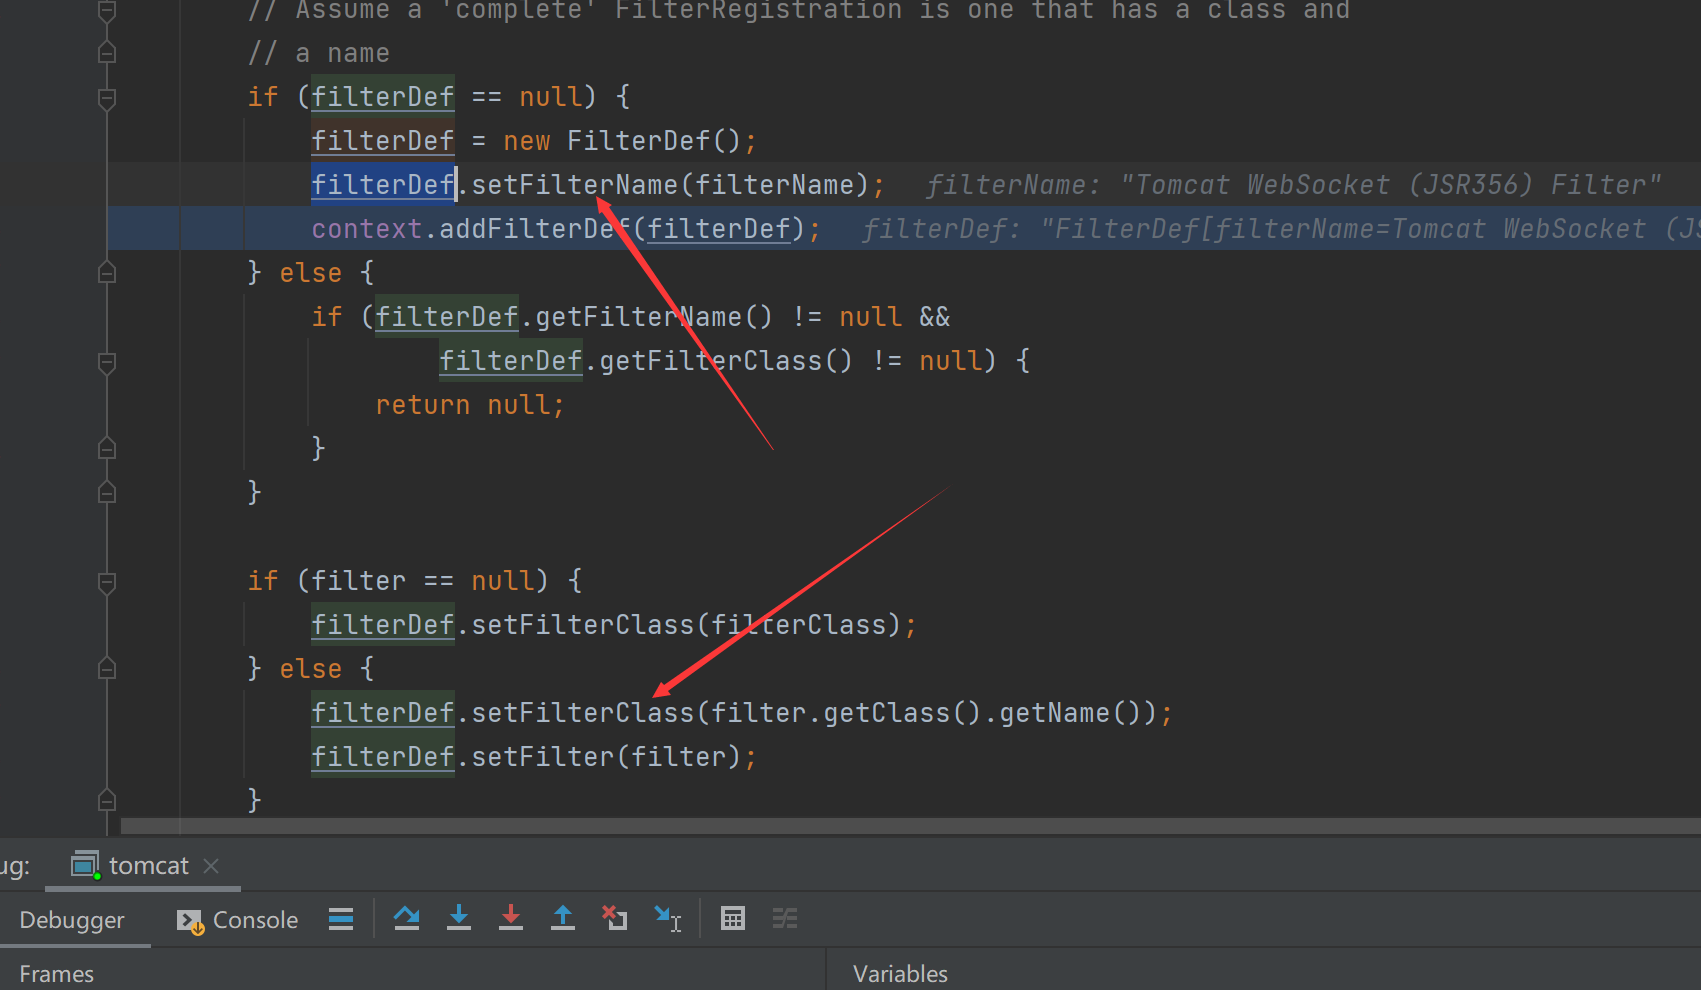 // Assume a 'complete' FilterRegistration is one that has a class and
// a name
if (filterDef == null) {
filterDef = new FilterDef();
filterDef.setFilterName(filterName);   filterName: "Tomcat WebSocket (JSR356) Filter"
context.addFilterDef(filterDef);   filterDef: "FilterDef[filterName=Tomcat WebSocket (JS
} else {
if (filterDef.getFilterName() != null &&
filterDef.getFilterClass() != null) {
return null;
}
}
if (filter == null) {
filterDef.setFilterClass(filterClass);
} else {
filterDef.setFilterClass(filter.getClass().getName());
filterDef.setFilter(filter);
}
ug: tomcat
Debugger Console
Frames Variables